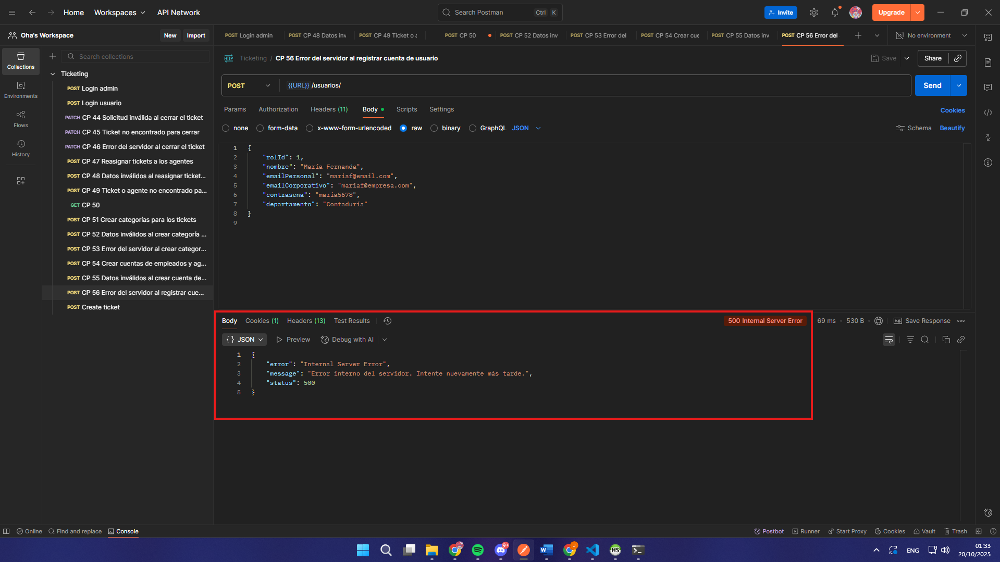 Home
Workspaces
API Network
Search Postman
Ctrl K
Invite
Upgrade
Oha's Workspace
New
Import
POST Login admin
POST CP 48 Datos inv
POST CP 49 Ticket o a
POST CP 50
POST CP 52 Datos inv
POST CP 53 Error del
POST CP 54 Crear cue
POST CP 55 Datos inv
POST CP 56 Error del
No environment
Collections
Environments
Flows
History
Search collections
Ticketing
POST Login admin
POST Login usuario
PATCH CP 44 Solicitud inválida al cerrar el ticket
PATCH CP 45 Ticket no encontrado para cerrar
PATCH CP 46 Error del servidor al cerrar el ticket
POST CP 47 Reasignar tickets a los agentes
POST CP 48 Datos inválidos al reasignar ticket...
POST CP 49 Ticket o agente no encontrado pa...
GET CP 50
POST CP 51 Crear categorías para los tickets
POST CP 52 Datos inválidos al crear categoría ...
POST CP 53 Error del servidor al crear categor...
POST CP 54 Crear cuentas de empleados y ag...
POST CP 55 Datos inválidos al crear cuenta de...
POST CP 56 Error del servidor al registrar cue...
POST Create ticket
HTTP
Ticketing / CP 56 Error del servidor al registrar cuenta de usuario
Save
Share
POST
{{URL}} /usuarios/
Send
Params
Authorization
Headers (11)
Body
Scripts
Settings
Cookies
none
form-data
x-www-form-urlencoded
raw
binary
GraphQL
JSON
Schema
Beautify
1 {
2 "rolId": 1,
3 "nombre": "María Fernanda",
4 "emailPersonal": "mariaf@email.com",
5 "emailCorporativo": "mariaf@empresa.com",
6 "contrasena": "maria5678",
7 "departamento": "Contaduría"
8 }
9
Body
Cookies (1)
Headers (13)
Test Results
500 Internal Server Error
69 ms
530 B
e.g.
Save Response
{} JSON
Preview
Debug with AI
1 {
2 "error": "Internal Server Error",
3 "message": "Error interno del servidor. Intente nuevamente más tarde.",
4 "status": 500
5 }
Online
Find and replace
Console
Postbot
Runner
Start Proxy
Cookies
Vault
Trash
9+
W
J
HS
ENG
01:33
20/10/2025